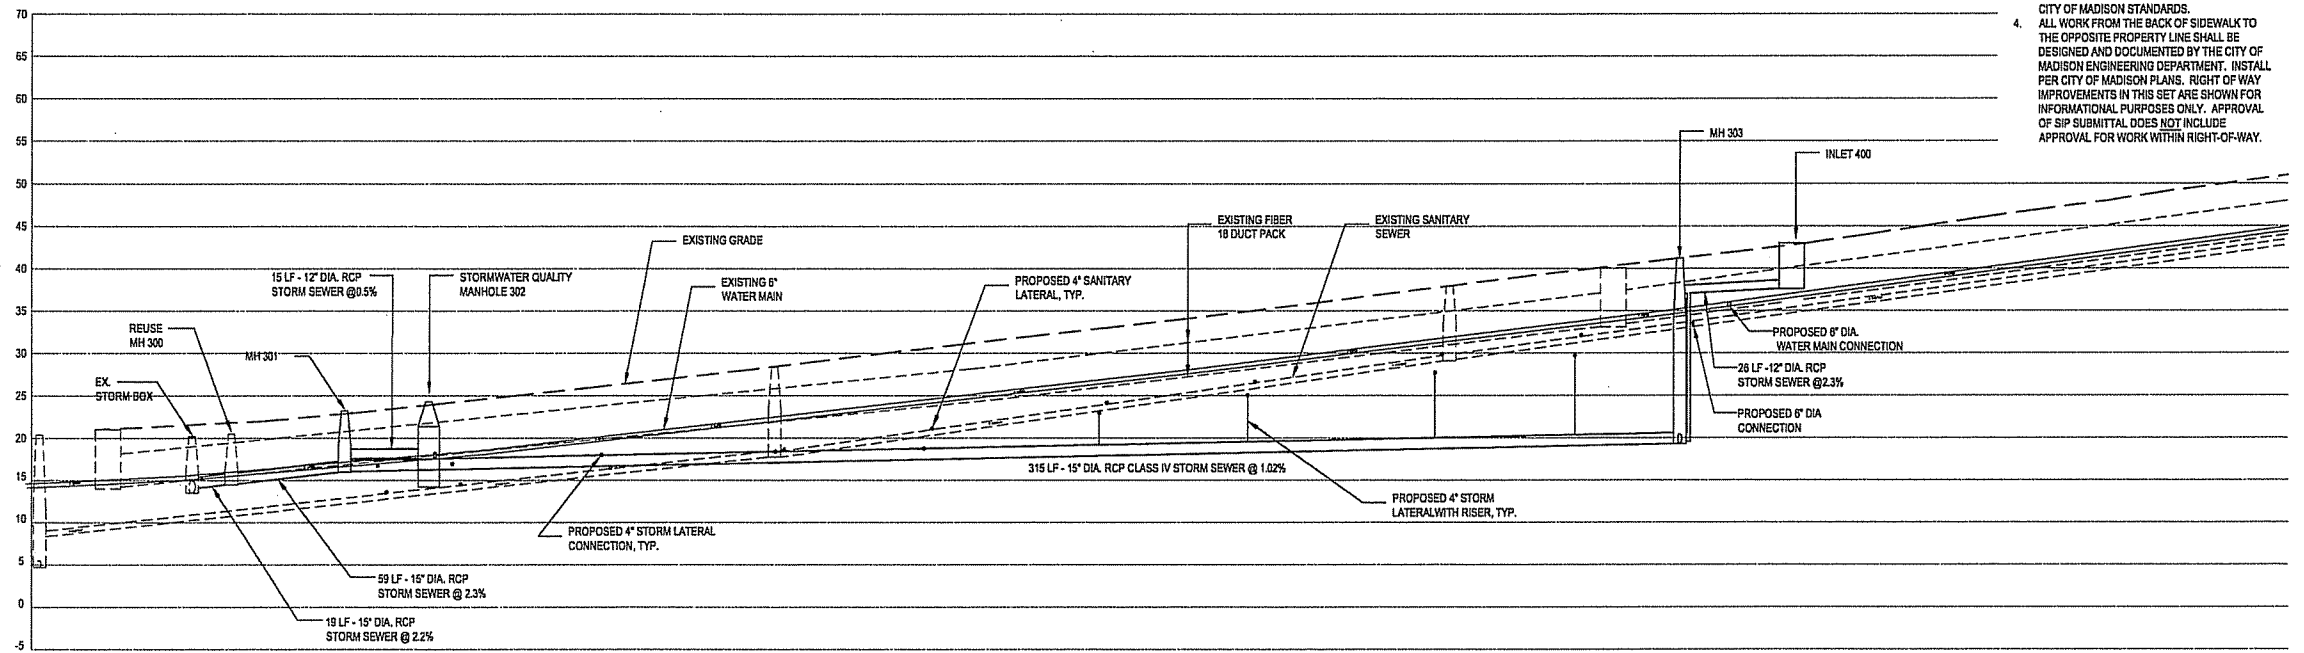 70
65
60
55
50
45
40
35
30
25
20
15
10
5
0
-5
CITY OF MADISON STANDARDS.
4. ALL WORK FROM THE BACK OF SIDEWALK TO
THE OPPOSITE PROPERTY LINE SHALL BE
DESIGNED AND DOCUMENTED BY THE CITY OF
MADISON ENGINEERING DEPARTMENT. INSTALL
PER CITY OF MADISON PLANS. RIGHT OF WAY
IMPROVEMENTS IN THIS SET ARE SHOWN FOR
INFORMATIONAL PURPOSES ONLY. APPROVAL
OF SIP SUBMITTAL DOES NOT INCLUDE
APPROVAL FOR WORK WITHIN RIGHT-OF-WAY.
MH 303
INLET 400
EXISTING FIBER
18 DUCT PACK
EXISTING SANITARY
SEWER
EXISTING GRADE
15 LF - 12" DIA. RCP
STORM SEWER @0.5%
STORMWATER QUALITY
MANHOLE 302
EXISTING 6"
WATER MAIN
PROPOSED 4" SANITARY
LATERAL, TYP.
REUSE
MH 300
MH 301
EX.
STORM BOX
PROPOSED 6" DIA.
WATER MAIN CONNECTION
26 LF -12" DIA. RCP
STORM SEWER @2.3%
PROPOSED 6" DIA
CONNECTION
315 LF - 15" DIA. RCP CLASS IV STORM SEWER @ 1.02%
PROPOSED 4" STORM
LATERALWITH RISER, TYP.
PROPOSED 4" STORM LATERAL
CONNECTION, TYP.
59 LF - 15" DIA. RCP
STORM SEWER @ 2.3%
19 LF - 15" DIA. RCP
STORM SEWER @ 2.2%